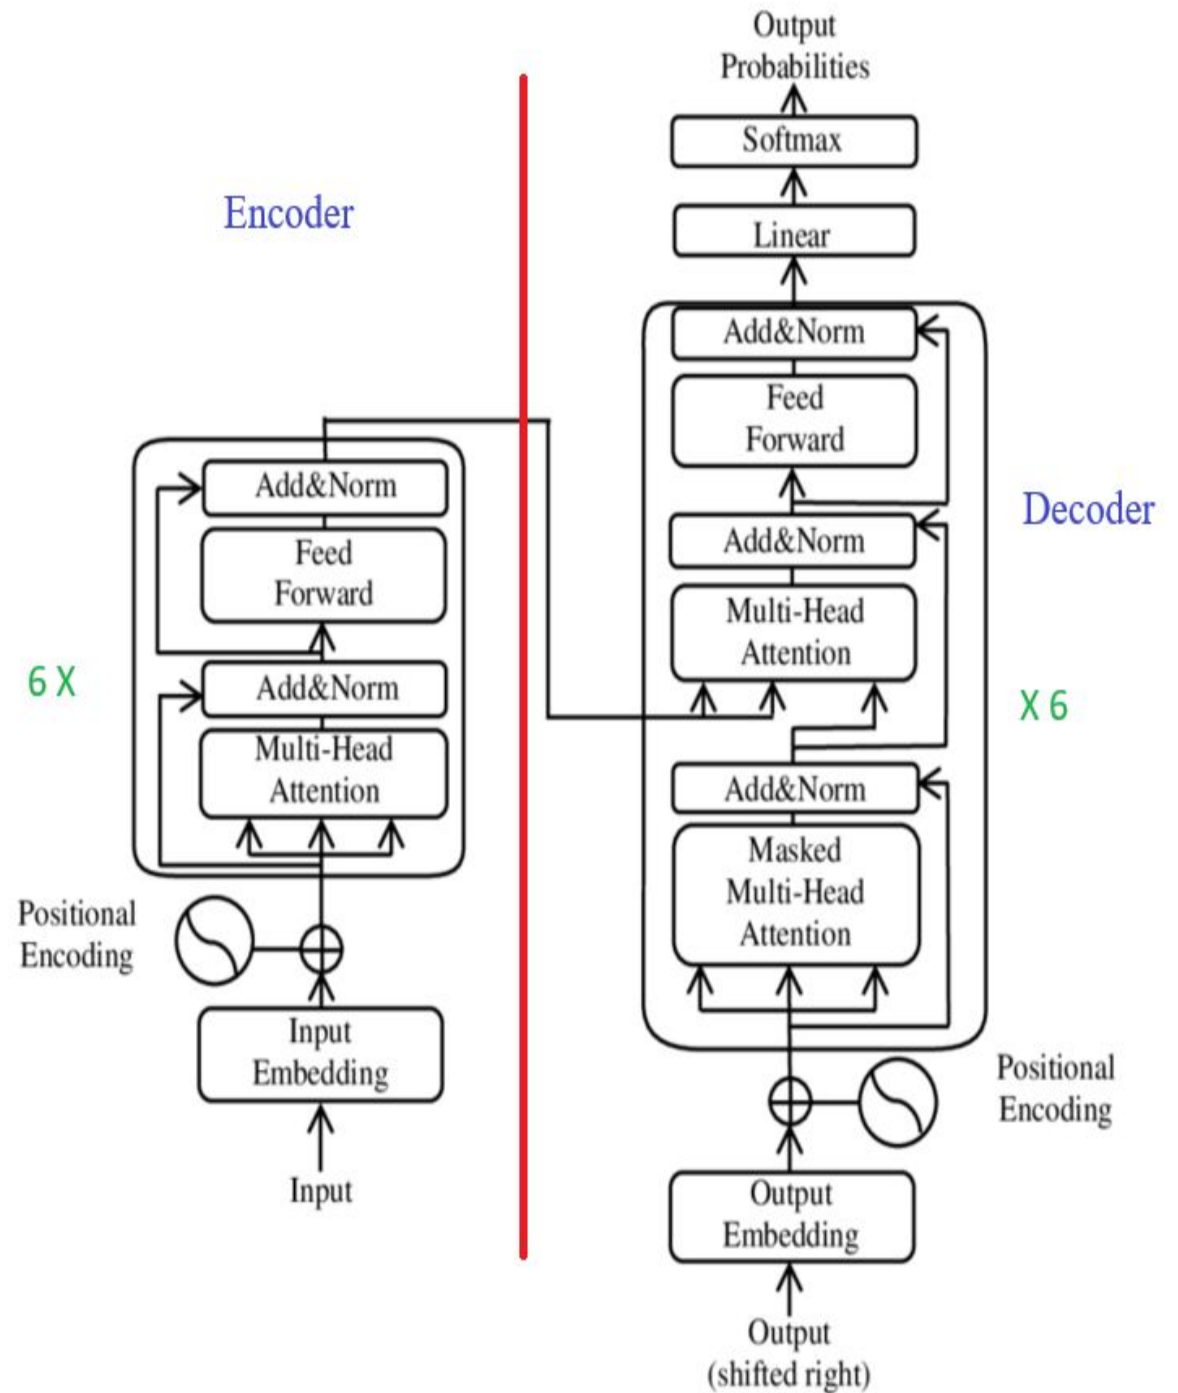 Encoder
Add&Norm
Feed
Forward
6 X
Add&Norm
Multi-Head
Attention
Positional
Encoding
Input
Embedding
Input
Output
Probabilities
Softmax
Linear
Add&Norm
Feed
Forward
Decoder
Add&Norm
Multi-Head
Attention
X 6
Add&Norm
Masked
Multi-Head
Attention
Positional
Encoding
Output
Embedding
Output
(shifted right)